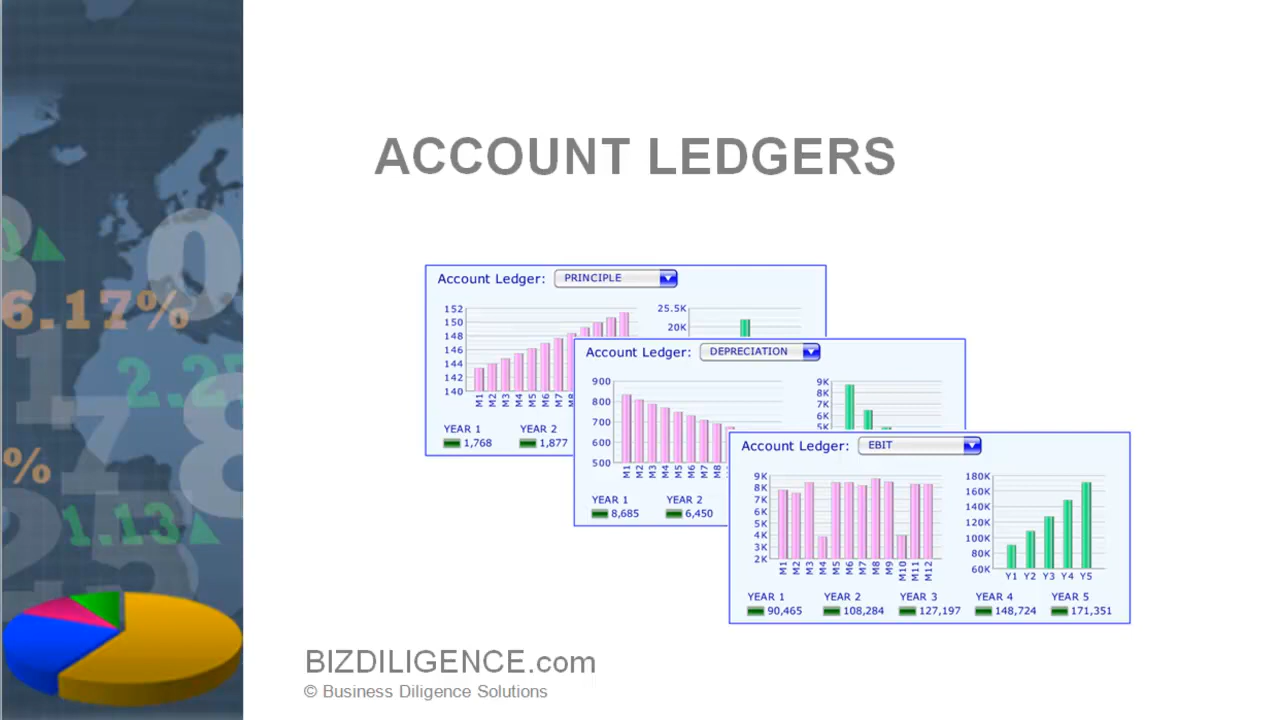 ACCOUNT LEDGERS
Account Ledger: PRINCIPLE
152
150
148
146
144
142
140
M1 M2 M3 M4 M5 M6 M7 M8
25.5K
20K
YEAR 1 YEAR 2
1,768 1,877
Account Ledger: DEPRECIATION
900
800
700
600
500
M1 M2 M3 M4 M5 M6 M7 M8
9K
8K
7K
6K
5K
YEAR 1 YEAR 2
8,685 6,450
Account Ledger: EBIT
9K
8K
7K
6K
5K
4K
3K
2K
M1 M2 M3 M4 M5 M6 M7 M8 M9 M10 M11 M12
180K
160K
140K
120K
100K
80K
60K
Y1 Y2 Y3 Y4 Y5
YEAR 1 YEAR 2 YEAR 3 YEAR 4 YEAR 5
90,465 108,284 127,197 148,724 171,351
6.17%
%
1.13
BIZDILIGENCE.com
© Business Diligence Solutions